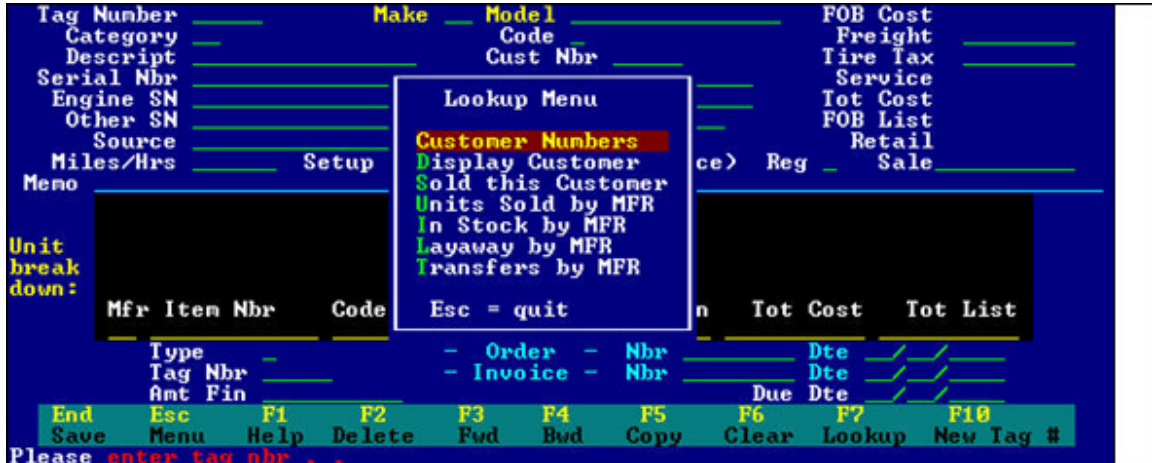 Tag Number Make Model FOB Cost
Category Code Freight
Descript Cust Nbr Tire Tax
Serial Nbr Service
Engine SN Tot Cost
Other SN FOB List
Source Retail
Miles/Hrs Setup ce) Reg Sale
Memo
Lookup Menu
Customer Numbers
Display Customer
Sold this Customer
Units Sold by MFR
In Stock by MFR
Layaway by MFR
Transfers by MFR
Esc = quit
Unit
break
down:
Mfr Item Nbr Code n Tot Cost Tot List
Type - Order - Nbr Dte / /
Tag Nbr - Invoice - Nbr Dte / /
Amt Fin Due Dte / /
End Esc F1 F2 F3 F4 F5 F6 F7 F10
Save Menu Help Delete Fwd Bwd Copy Clear Lookup New Tag #
Please enter tag nbr . .